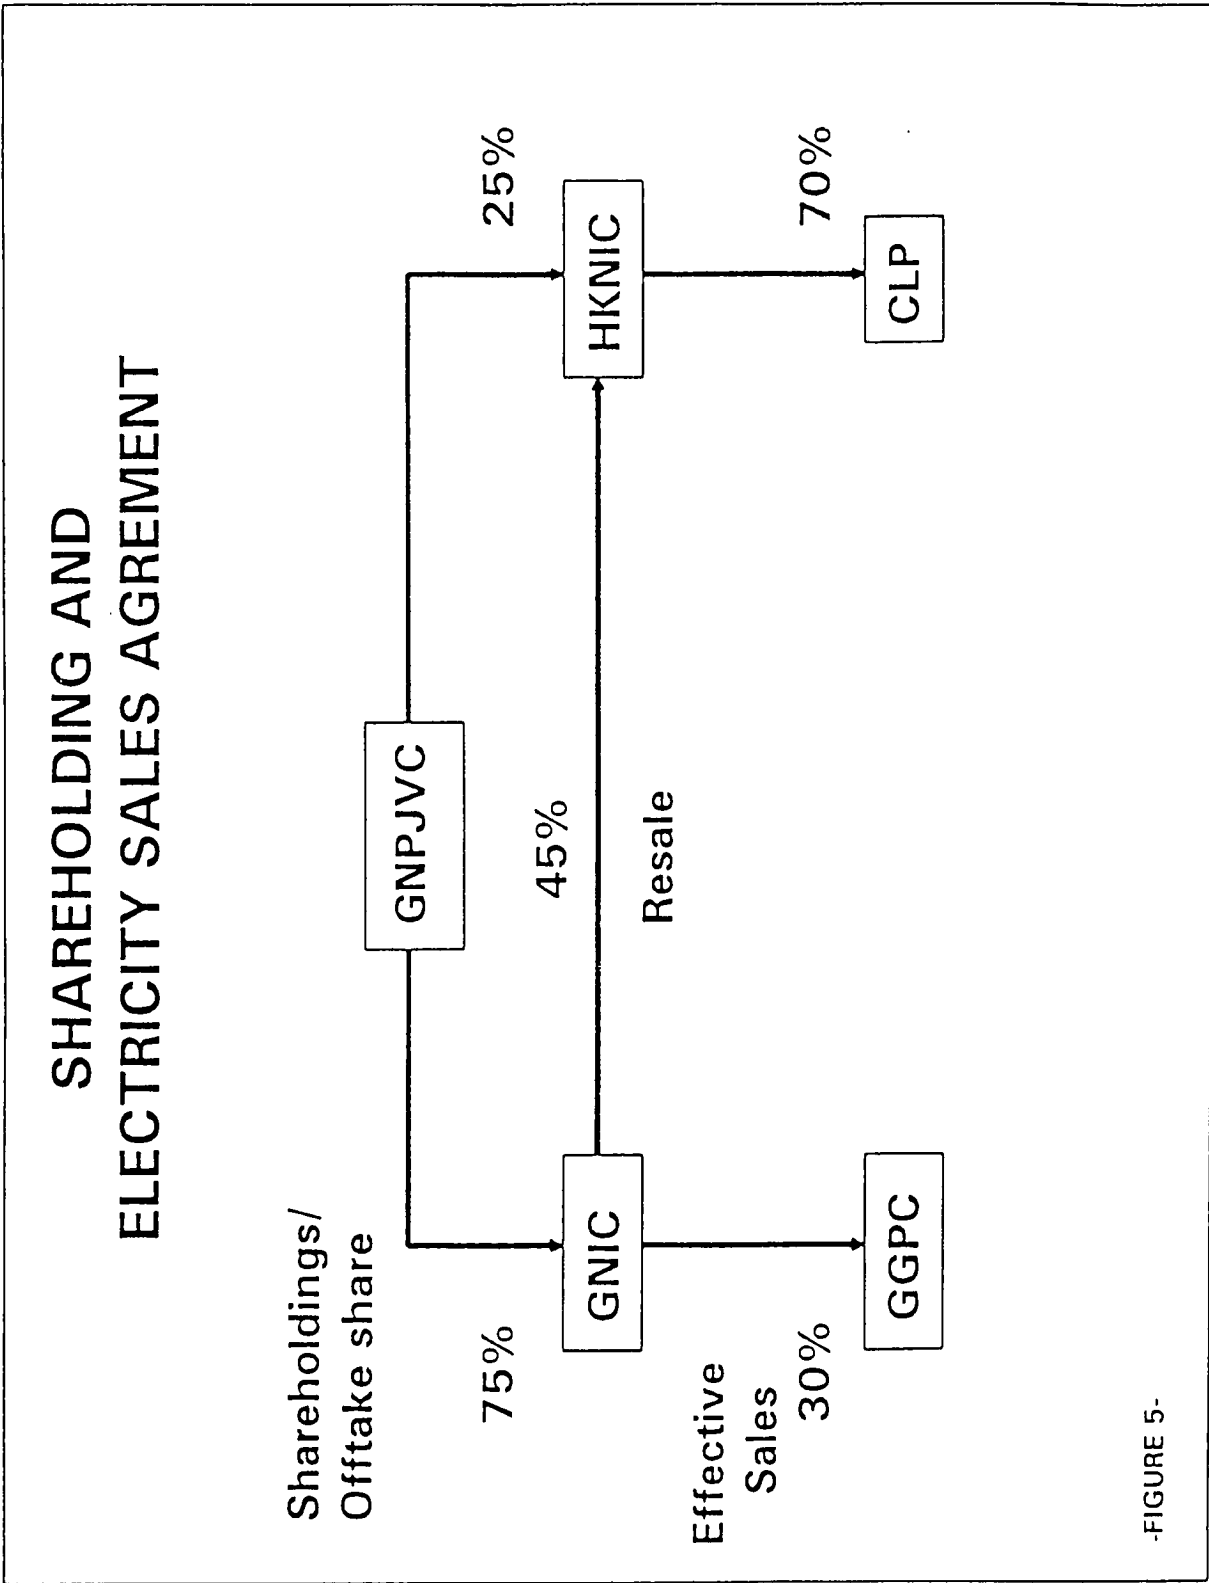 SHAREHOLDING AND
ELECTRICITY SALES AGREMENT
Shareholdings/
Offtake share
GNPJVC
75%
25%
45%
GNIC
HKNIC
Resale
Effective
Sales
30%
70%
GGPC
CLP
-FIGURE 5-